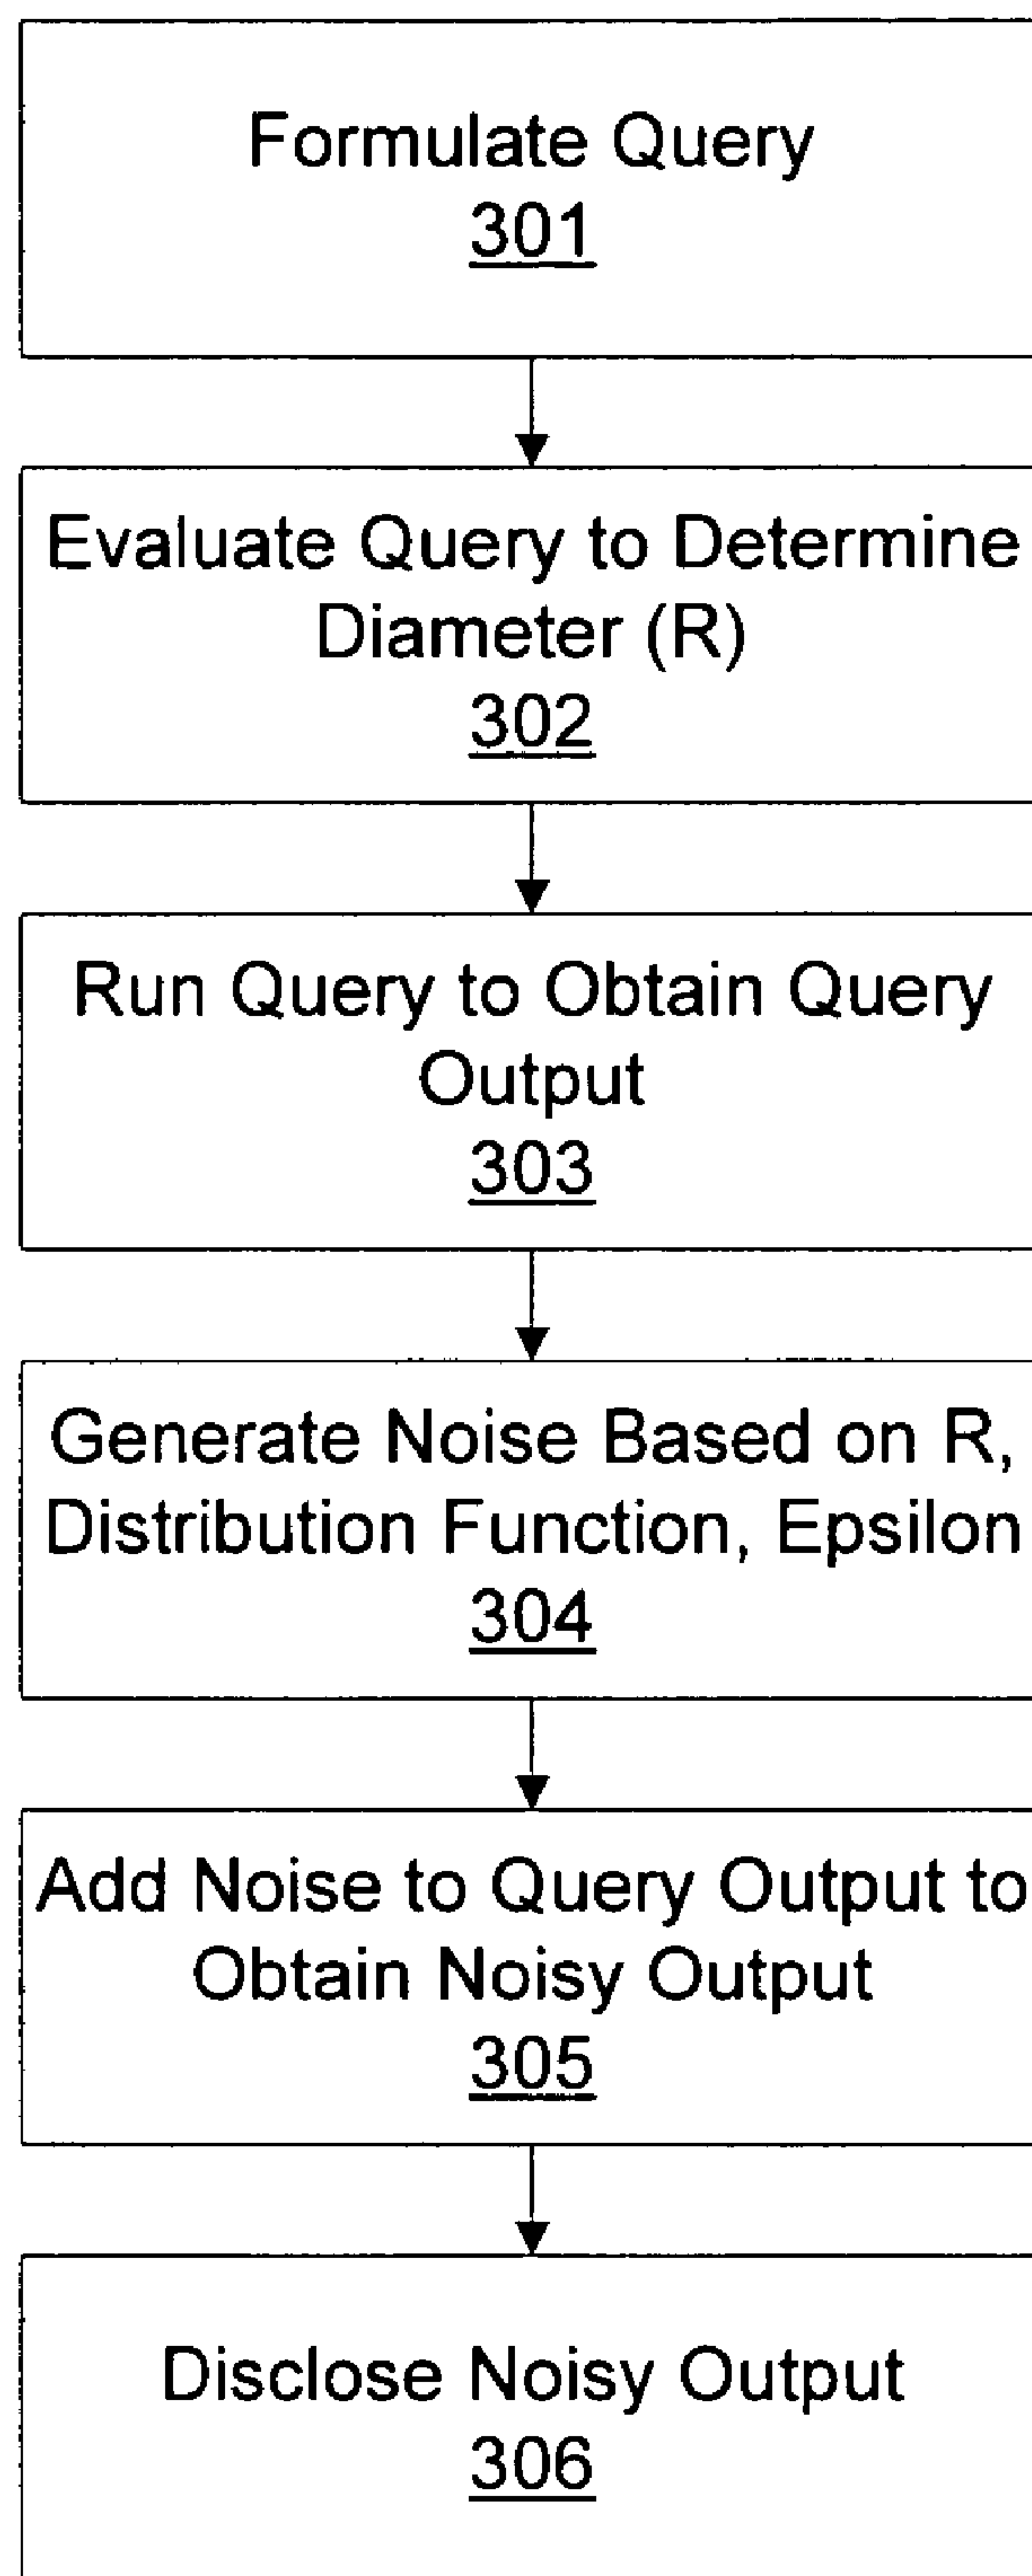 Formulate Query
301
Evaluate Query to Determine
Diameter (R)
302
Run Query to Obtain Query
Output
303
Generate Noise Based on R,
Distribution Function, Epsilon
304
Add Noise to Query Output to
Obtain Noisy Output
305
Disclose Noisy Output
306